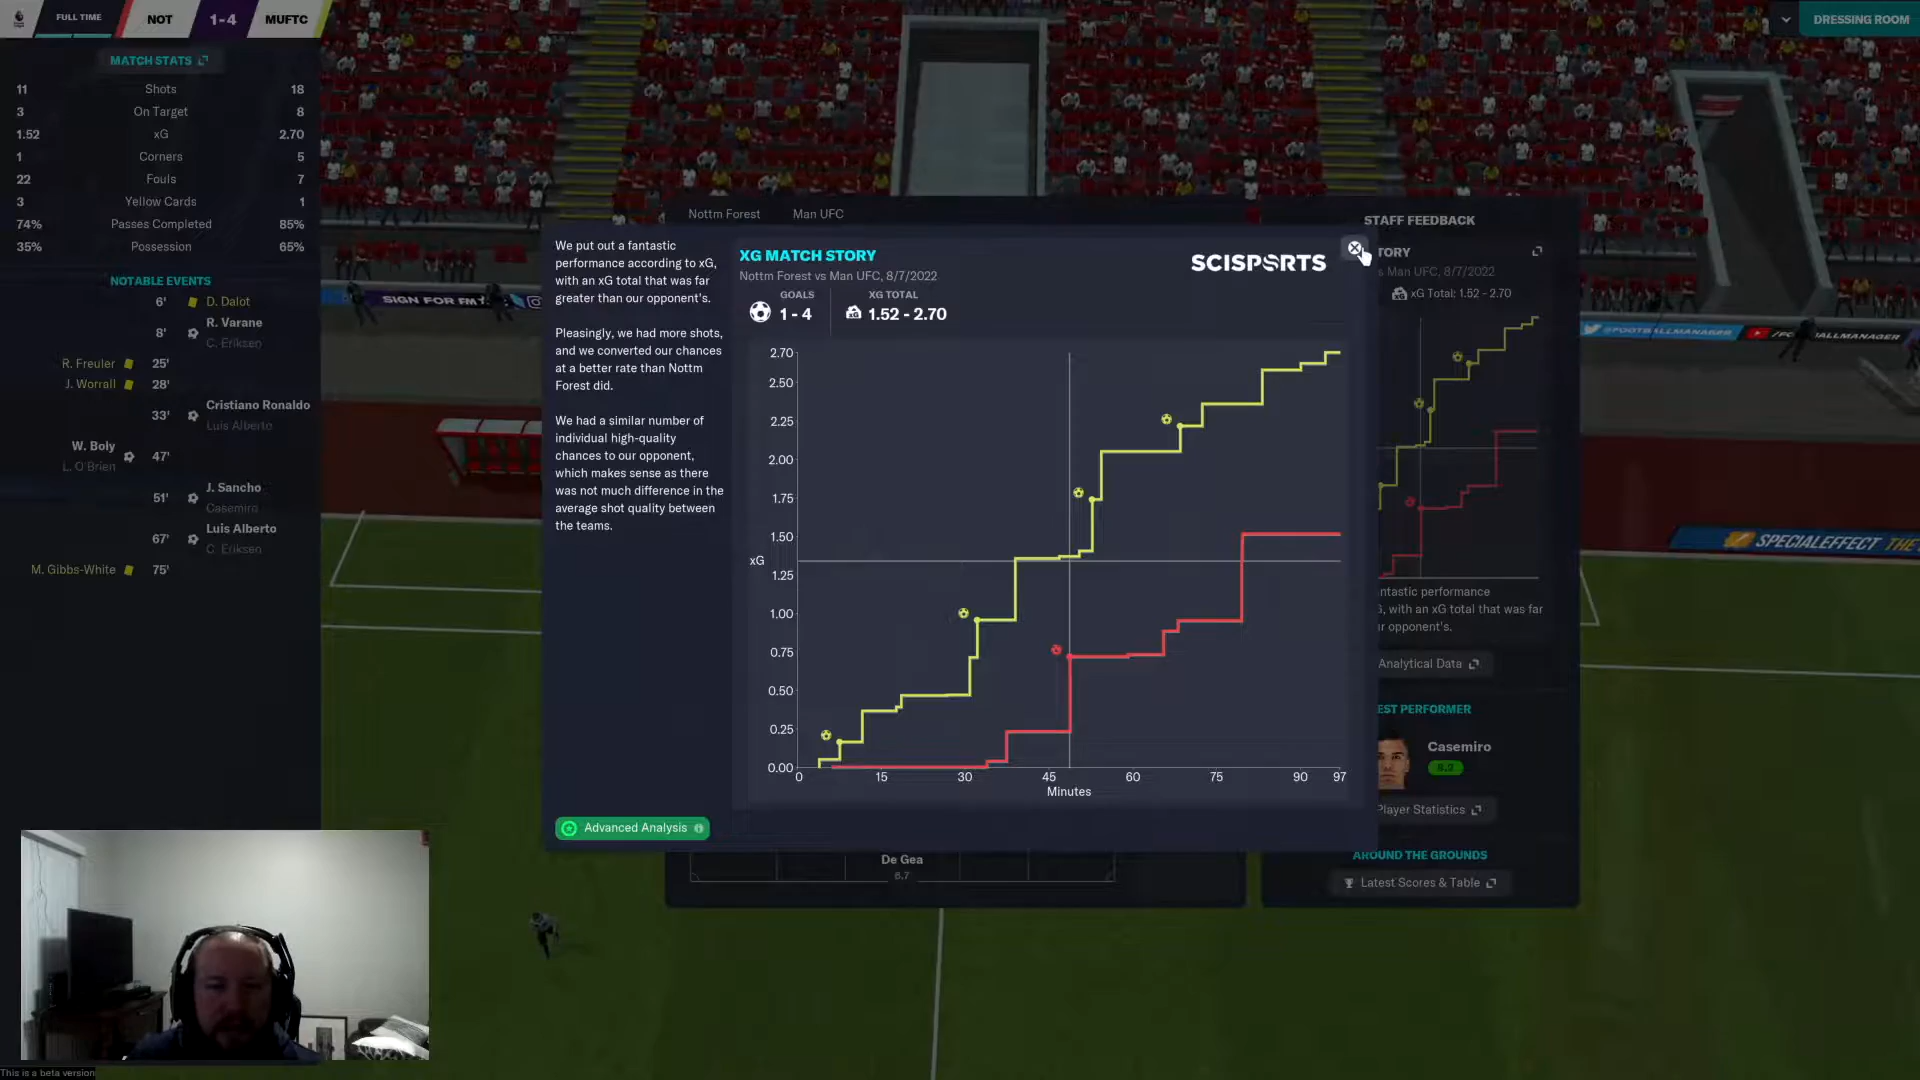 FULL TIME
NOT
1-4
MUFTC
DRESSING ROOM
MATCH STATS
11 Shots 18
3 On Target 8
1.52 xG 2.70
1 Corners 5
22 Fouls 7
3 Yellow Cards 1
74% Passes Completed 85%
35% Possession 65%
NOTABLE EVENTS
6' D. Dalot
8' R. Varane
C. Eriksen
R. Freuler 25'
J. Worrall 28'
33' Cristiano Ronaldo
Luis Alberto
W. Boly 47'
L. O'Brien
51' J. Sancho
Casemiro
67' Luis Alberto
C. Eriksen
M. Gibbs-White 75'
Nottm Forest Man UFC
We put out a fantastic
performance according to xG,
with an xG total that was far
greater than our opponent's.
Pleasingly, we had more shots,
and we converted our chances
at a better rate than Nottm
Forest did.
We had a similar number of
individual high-quality
chances to our opponent,
which makes sense as there
was not much difference in the
average shot quality between
the teams.
Advanced Analysis
XG MATCH STORY
Nottm Forest vs Man UFC, 8/7/2022
GOALS
1 - 4
XG TOTAL
1.52 - 2.70
SCISPORTS
2.70
2.50
2.25
2.00
1.75
1.50
xG
1.25
1.00
0.75
0.50
0.25
0.00
0 15 30 45 60 75 90 97
Minutes
STAFF FEEDBACK
TORY
s Man UFC, 8/7/2022
xG Total: 1.52 - 2.70
ntastic performance
G, with an xG total that was far
r opponent's.
Analytical Data
EST PERFORMER
Casemiro
Player Statistics
AROUND THE GROUNDS
Latest Scores & Table
De Gea
6.7
SIGN FOR
@FOOTBALLMANAGER
SPECIALEFFECT THE
This is a beta version